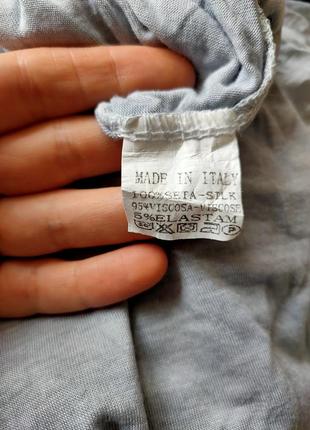 MADE IN ITALY
100%SETA-SILK
95%VISCOSA-VISCOSE
5%ELASTAM
P